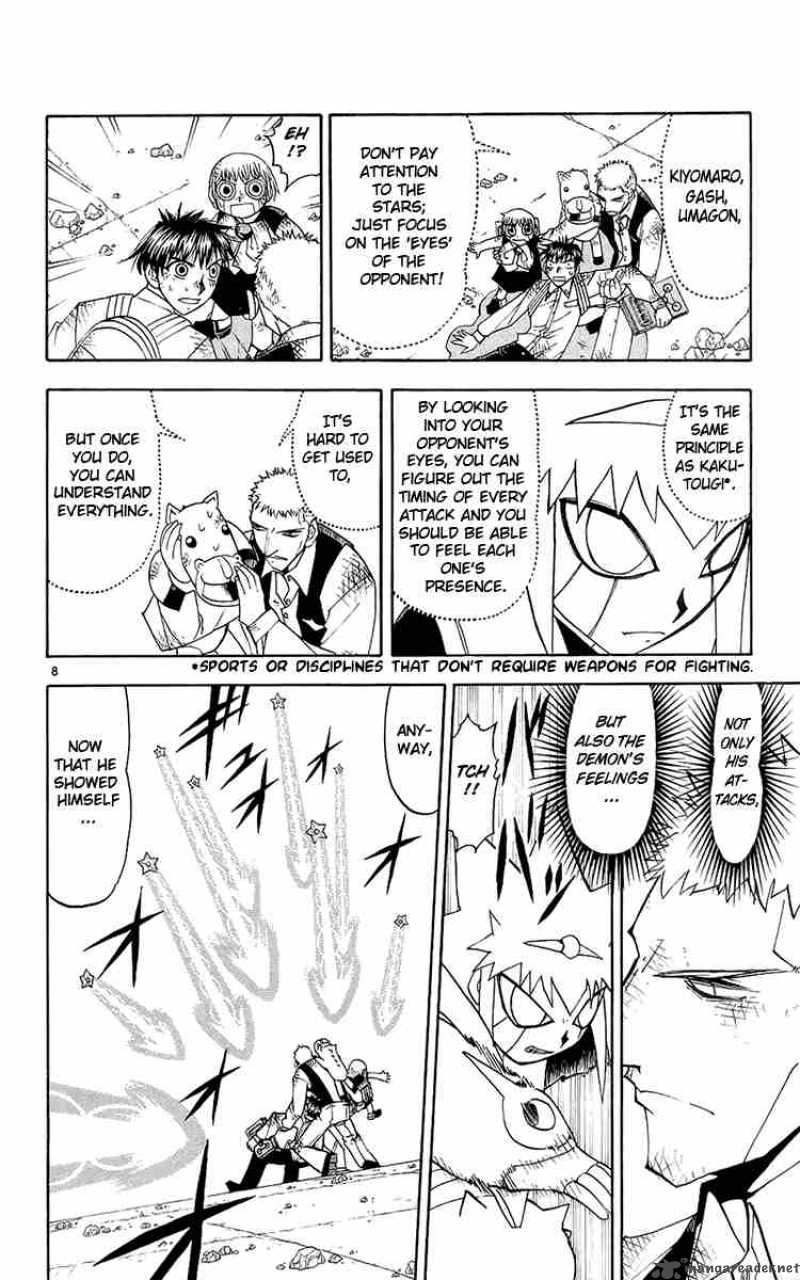 KIYOMARO,
GASH,
UMAGON,
DON'T PAY
ATTENTION
TO THE
STARS;
JUST FOCUS
ON THE 'EYES'
OF THE
OPPONENT!
EH
!?
IT'S THE
SAME
PRINCIPLE
AS KAKU-
TOUGI*.
BY LOOKING
INTO YOUR
OPPONENT'S
EYES, YOU CAN
FIGURE OUT THE
TIMING OF EVERY
ATTACK AND YOU
SHOULD BE ABLE
TO FEEL EACH
ONE'S
PRESENCE.
IT'S
HARD TO
GET USED
TO,
BUT ONCE
YOU DO,
YOU CAN
UNDERSTAND
EVERYTHING.
8
*SPORTS OR DISCIPLINES THAT DON'T REQUIRE WEAPONS FOR FIGHTING.
NOT
ONLY
HIS
AT-
TACKS,
BUT
ALSO THE
DEMON'S
FEELINGS
...
TCH
!!
ANY-
WAY,
NOW
THAT HE
SHOWED
HIMSELF
...
mangareader.net